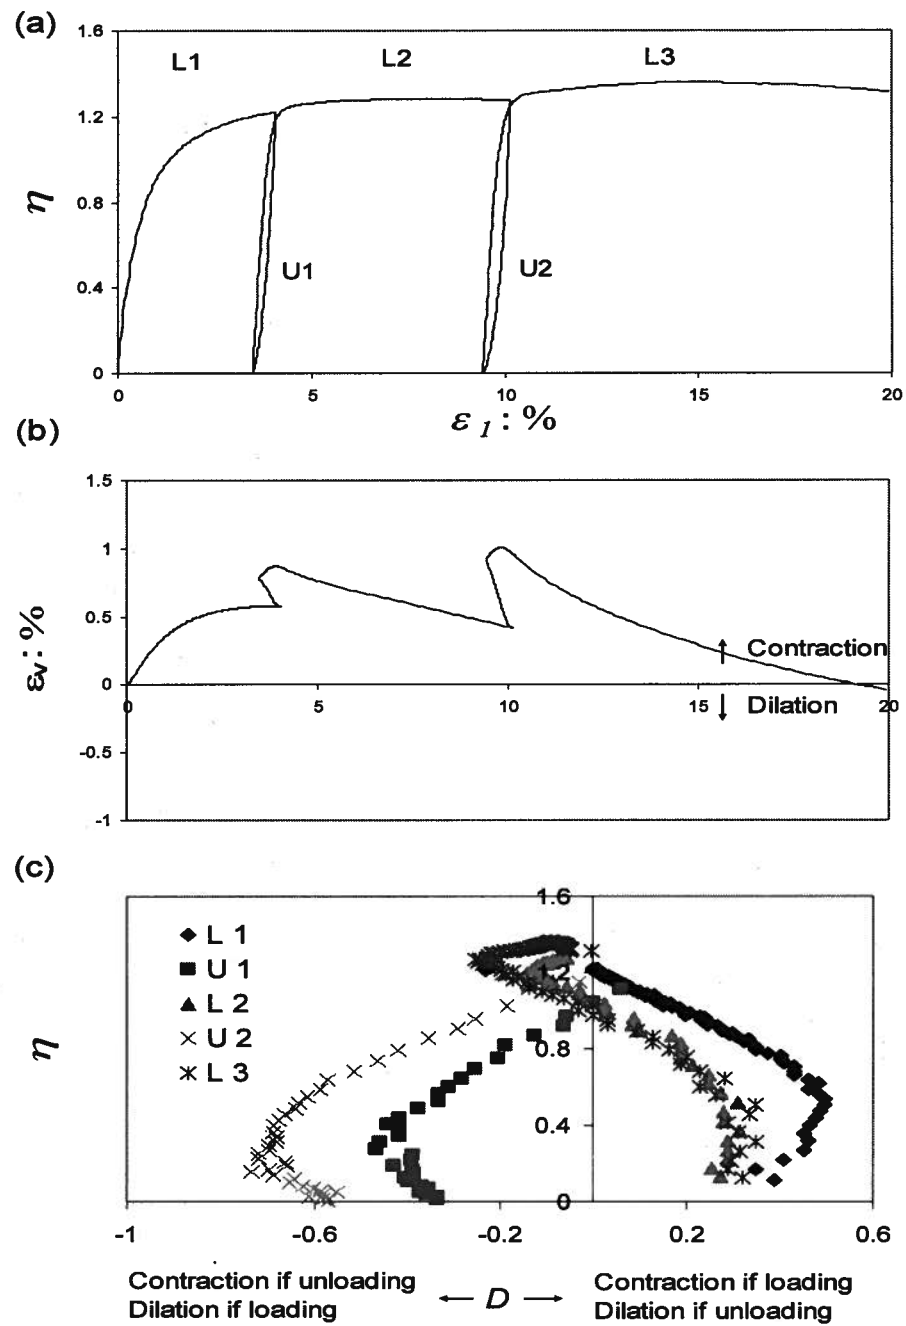 (a)
1.6
L1
L2
L3
1.2
0.8
η
U1
U2
0.4
0
0
5
10
15
20
ε 1 : %
(b)
1.5
1
0.5
εv: %
Contraction
0
5
10
15
20
Dilation
-0.5
-1
(c)
1.6
L 1
U 1
1.2
L 2
U 2
η
0.8
L 3
0.4
0
-1
-0.6
-0.2
0.2
0.6
Contraction if unloading
Dilation if loading
← D →
Contraction if loading
Dilation if unloading